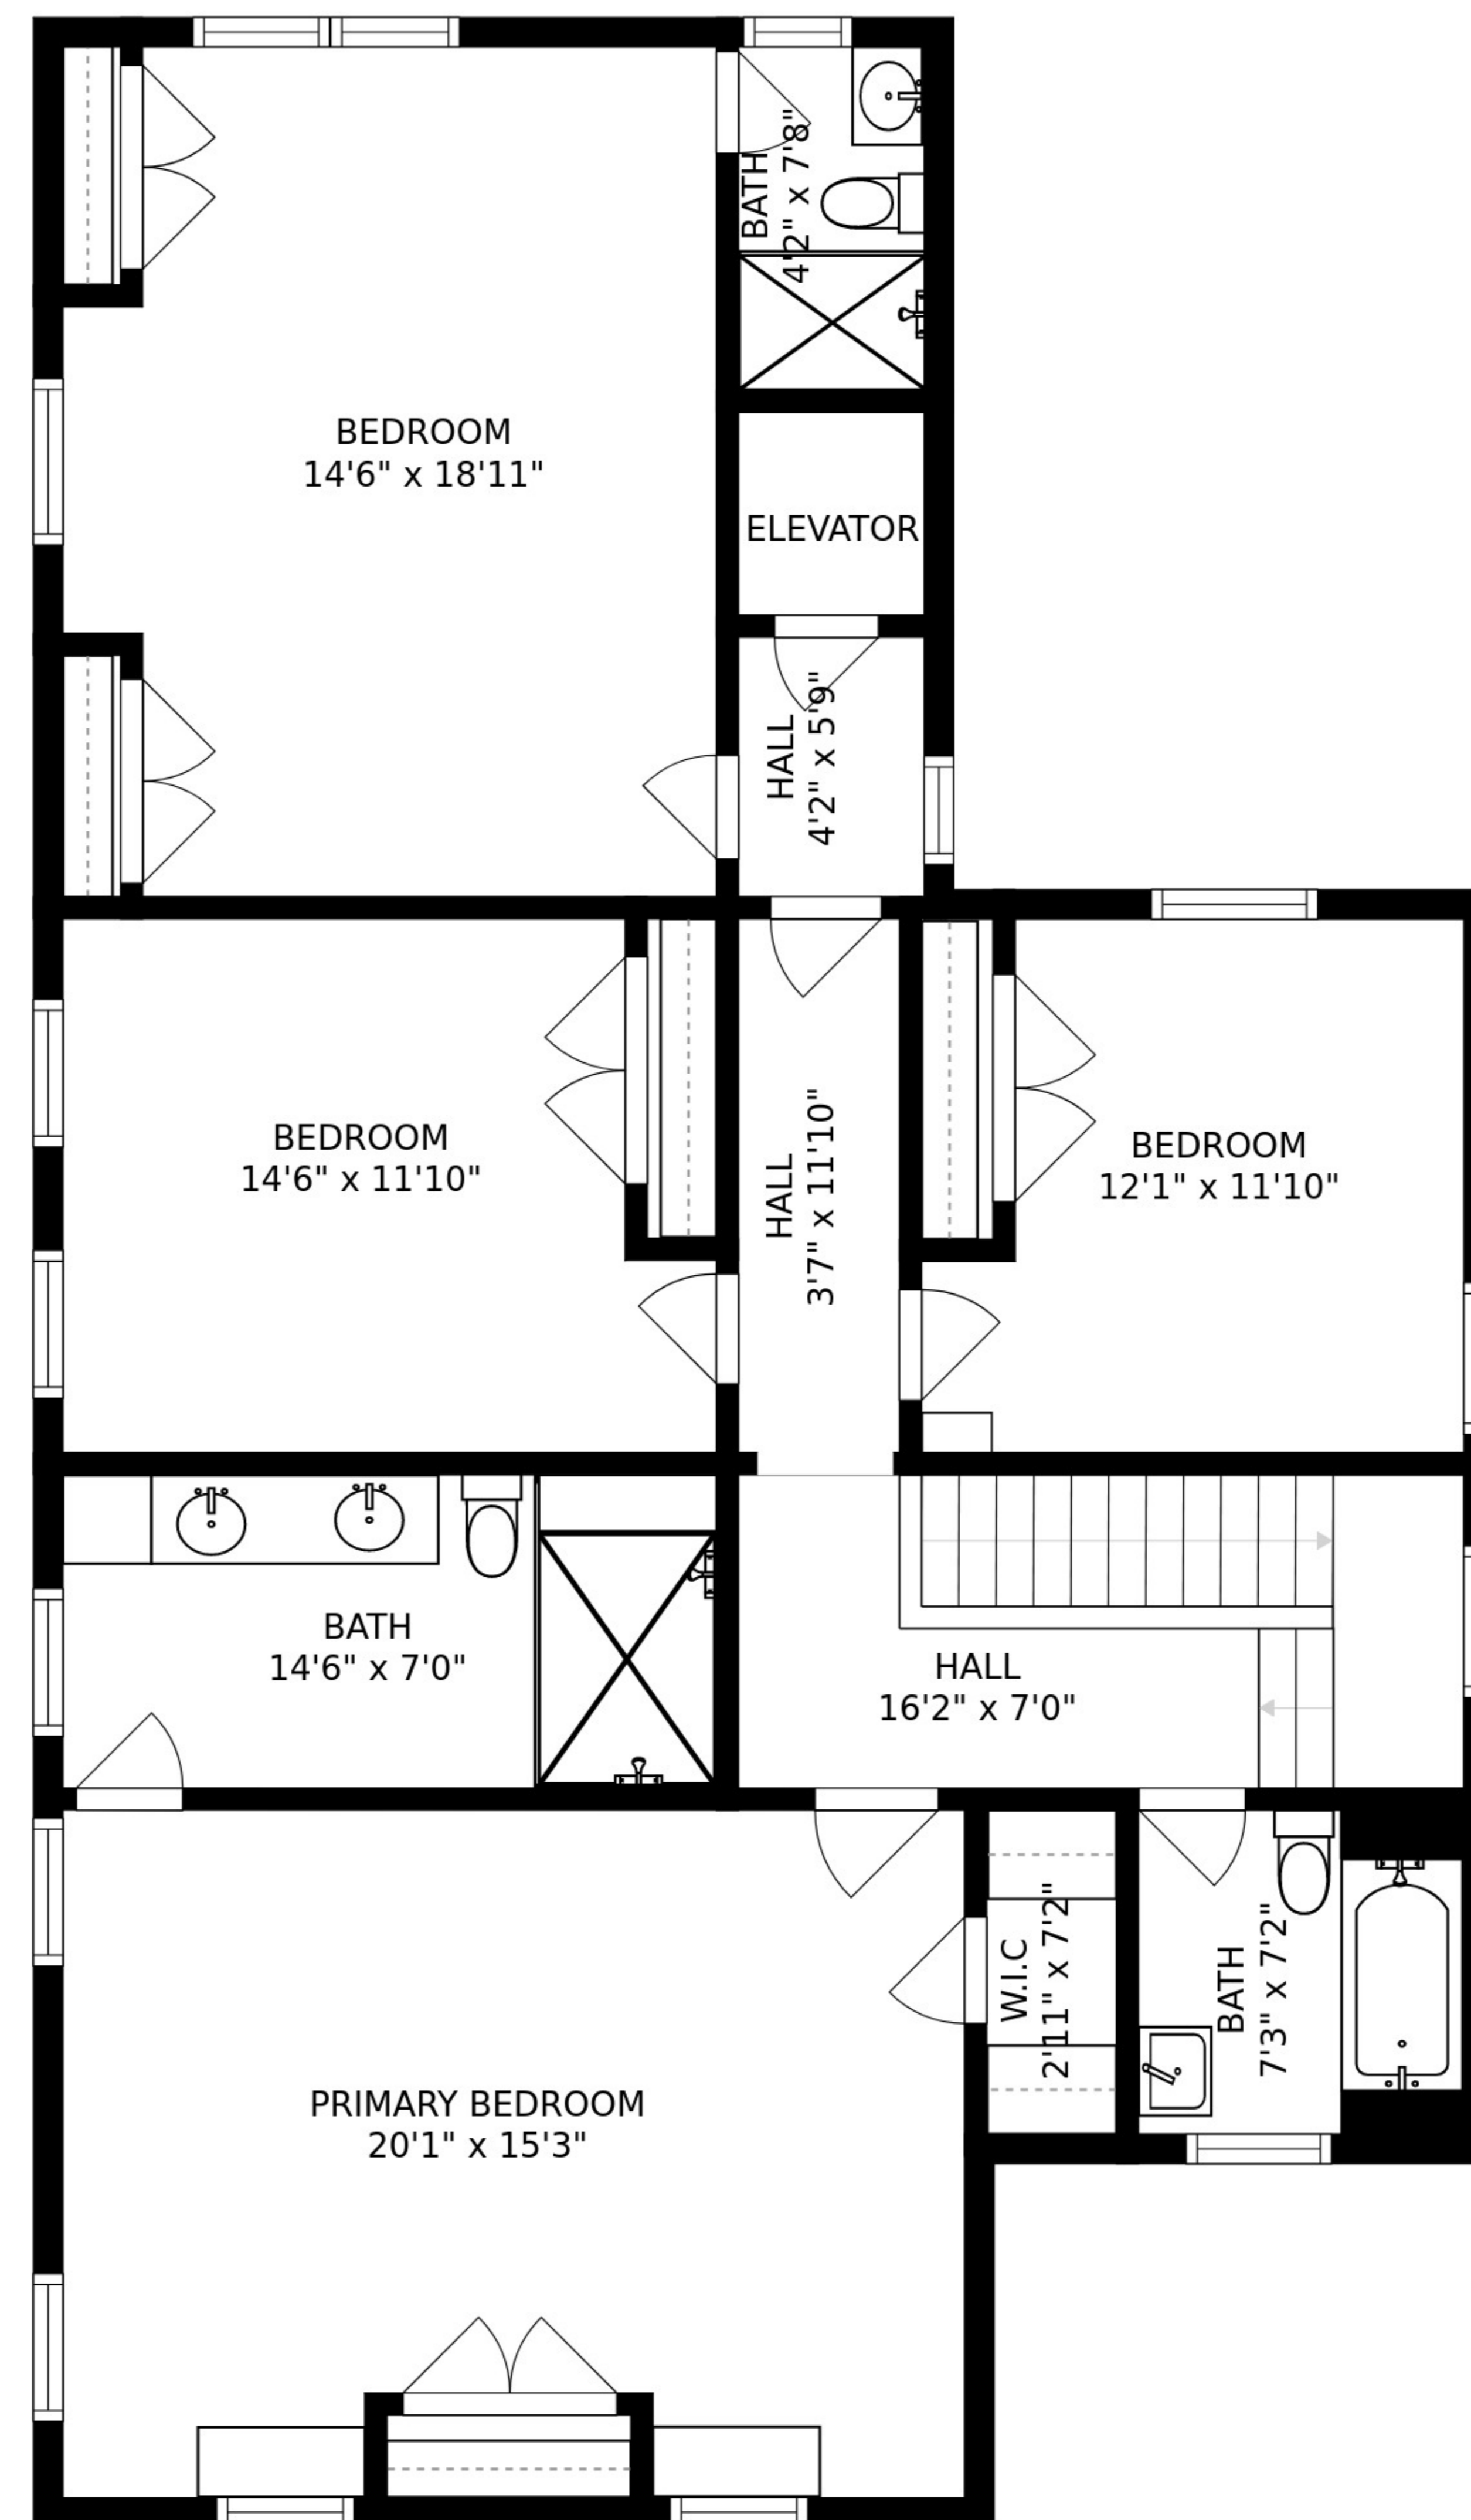 BATH
4'2" x 7'8"
BEDROOM
14'6" x 18'11"
ELEVATOR
HALL
4'2" x 5'9"
BEDROOM
14'6" x 11'10"
HALL
3'7" x 11'10"
BEDROOM
12'1" x 11'10"
BATH
14'6" x 7'0"
HALL
16'2" x 7'0"
W.I.C
2'11" x 7'2"
BATH
7'3" x 7'2"
PRIMARY BEDROOM
20'1" x 15'3"